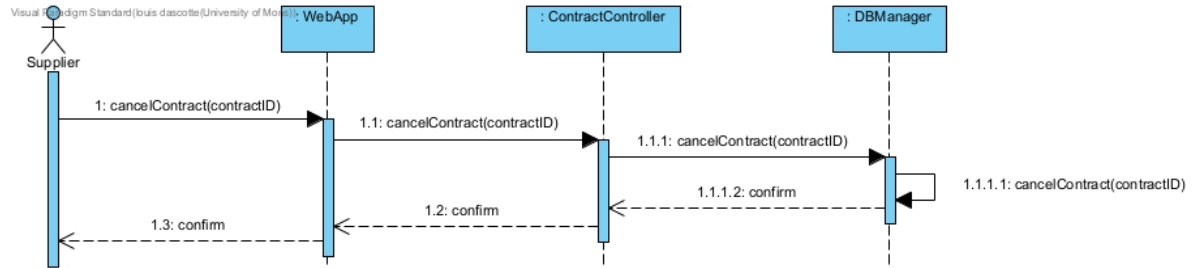 Visual Paradigm Standard(louis dascotte(University of Mons))
: WebApp
: ContractController
: DBManager
Supplier
1: cancelContract(contractID)
1.1: cancelContract(contractID)
1.1.1: cancelContract(contractID)
1.1.1.1: cancelContract(contractID)
1.1.1.2: confirm
1.2: confirm
1.3: confirm